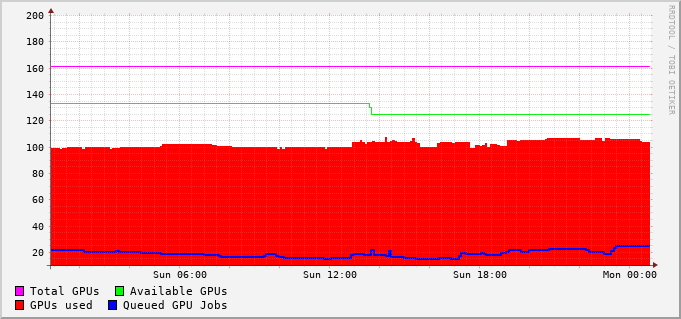 200
180
160
140
120
100
80
60
40
20
Sun 06:00 Sun 12:00 Sun 18:00 Mon 00:00
Total GPUs Available GPUs
GPUs used Queued GPU Jobs
RRDTOOL / TOBI OETIKER